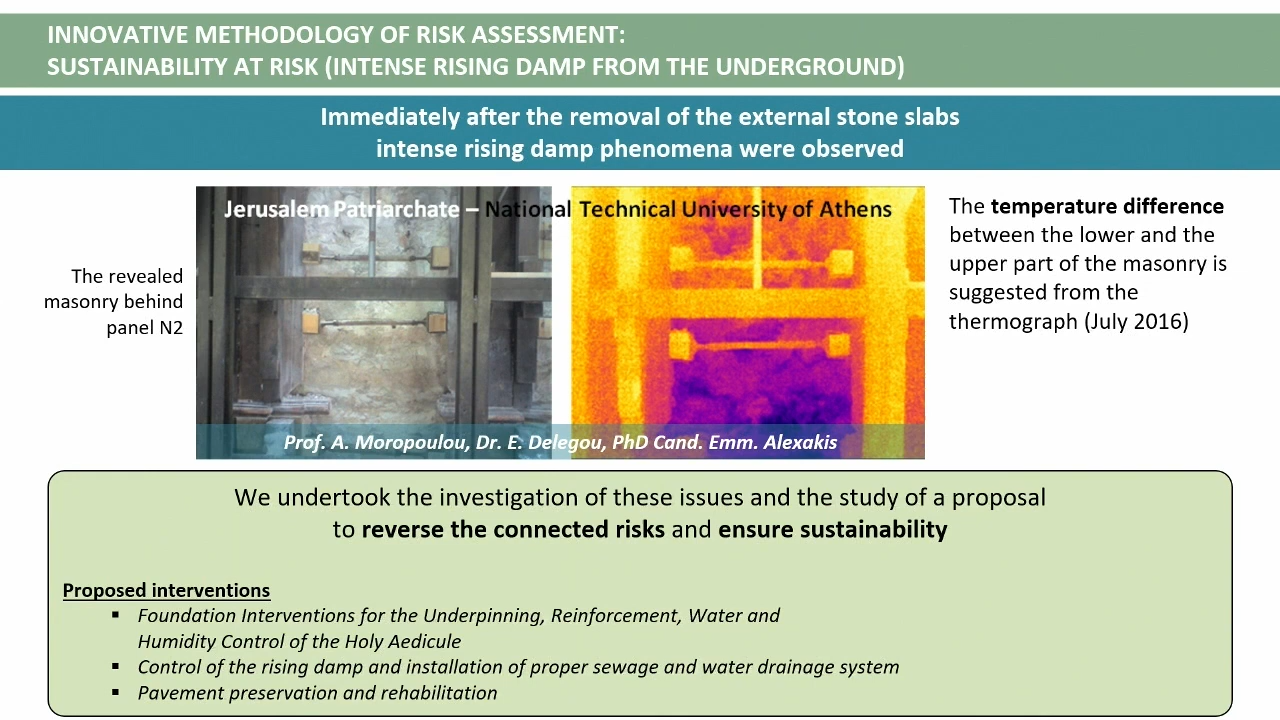 INNOVATIVE METHODOLOGY OF RISK ASSESSMENT:
SUSTAINABILITY AT RISK (INTENSE RISING DAMP FROM THE UNDERGROUND)
Immediately after the removal of the external stone slabs
intense rising damp phenomena were observed
Jerusalem Patriarchate – National Technical University of Athens
The revealed
masonry behind
panel N2
Prof. A. Moropoulou, Dr. E. Delegou, PhD Cand. Emm. Alexakis
The temperature difference
between the lower and the
upper part of the masonry is
suggested from the
thermograph (July 2016)
We undertook the investigation of these issues and the study of a proposal
to reverse the connected risks and ensure sustainability
Proposed interventions
▪ Foundation Interventions for the Underpinning, Reinforcement, Water and
Humidity Control of the Holy Aedicule
▪ Control of the rising damp and installation of proper sewage and water drainage system
▪ Pavement preservation and rehabilitation